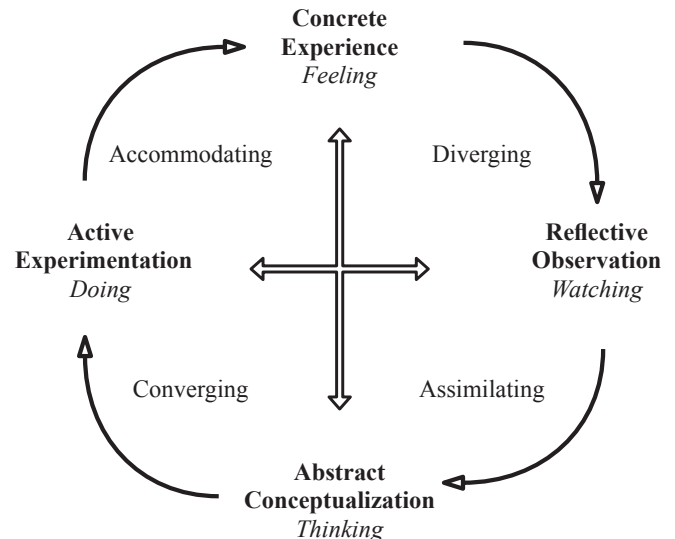 Concrete
Experience
Feeling
Accommodating
Diverging
Active
Experimentation
Doing
Reflective
Observation
Watching
Converging
Assimilating
Abstract
Conceptualization
Thinking